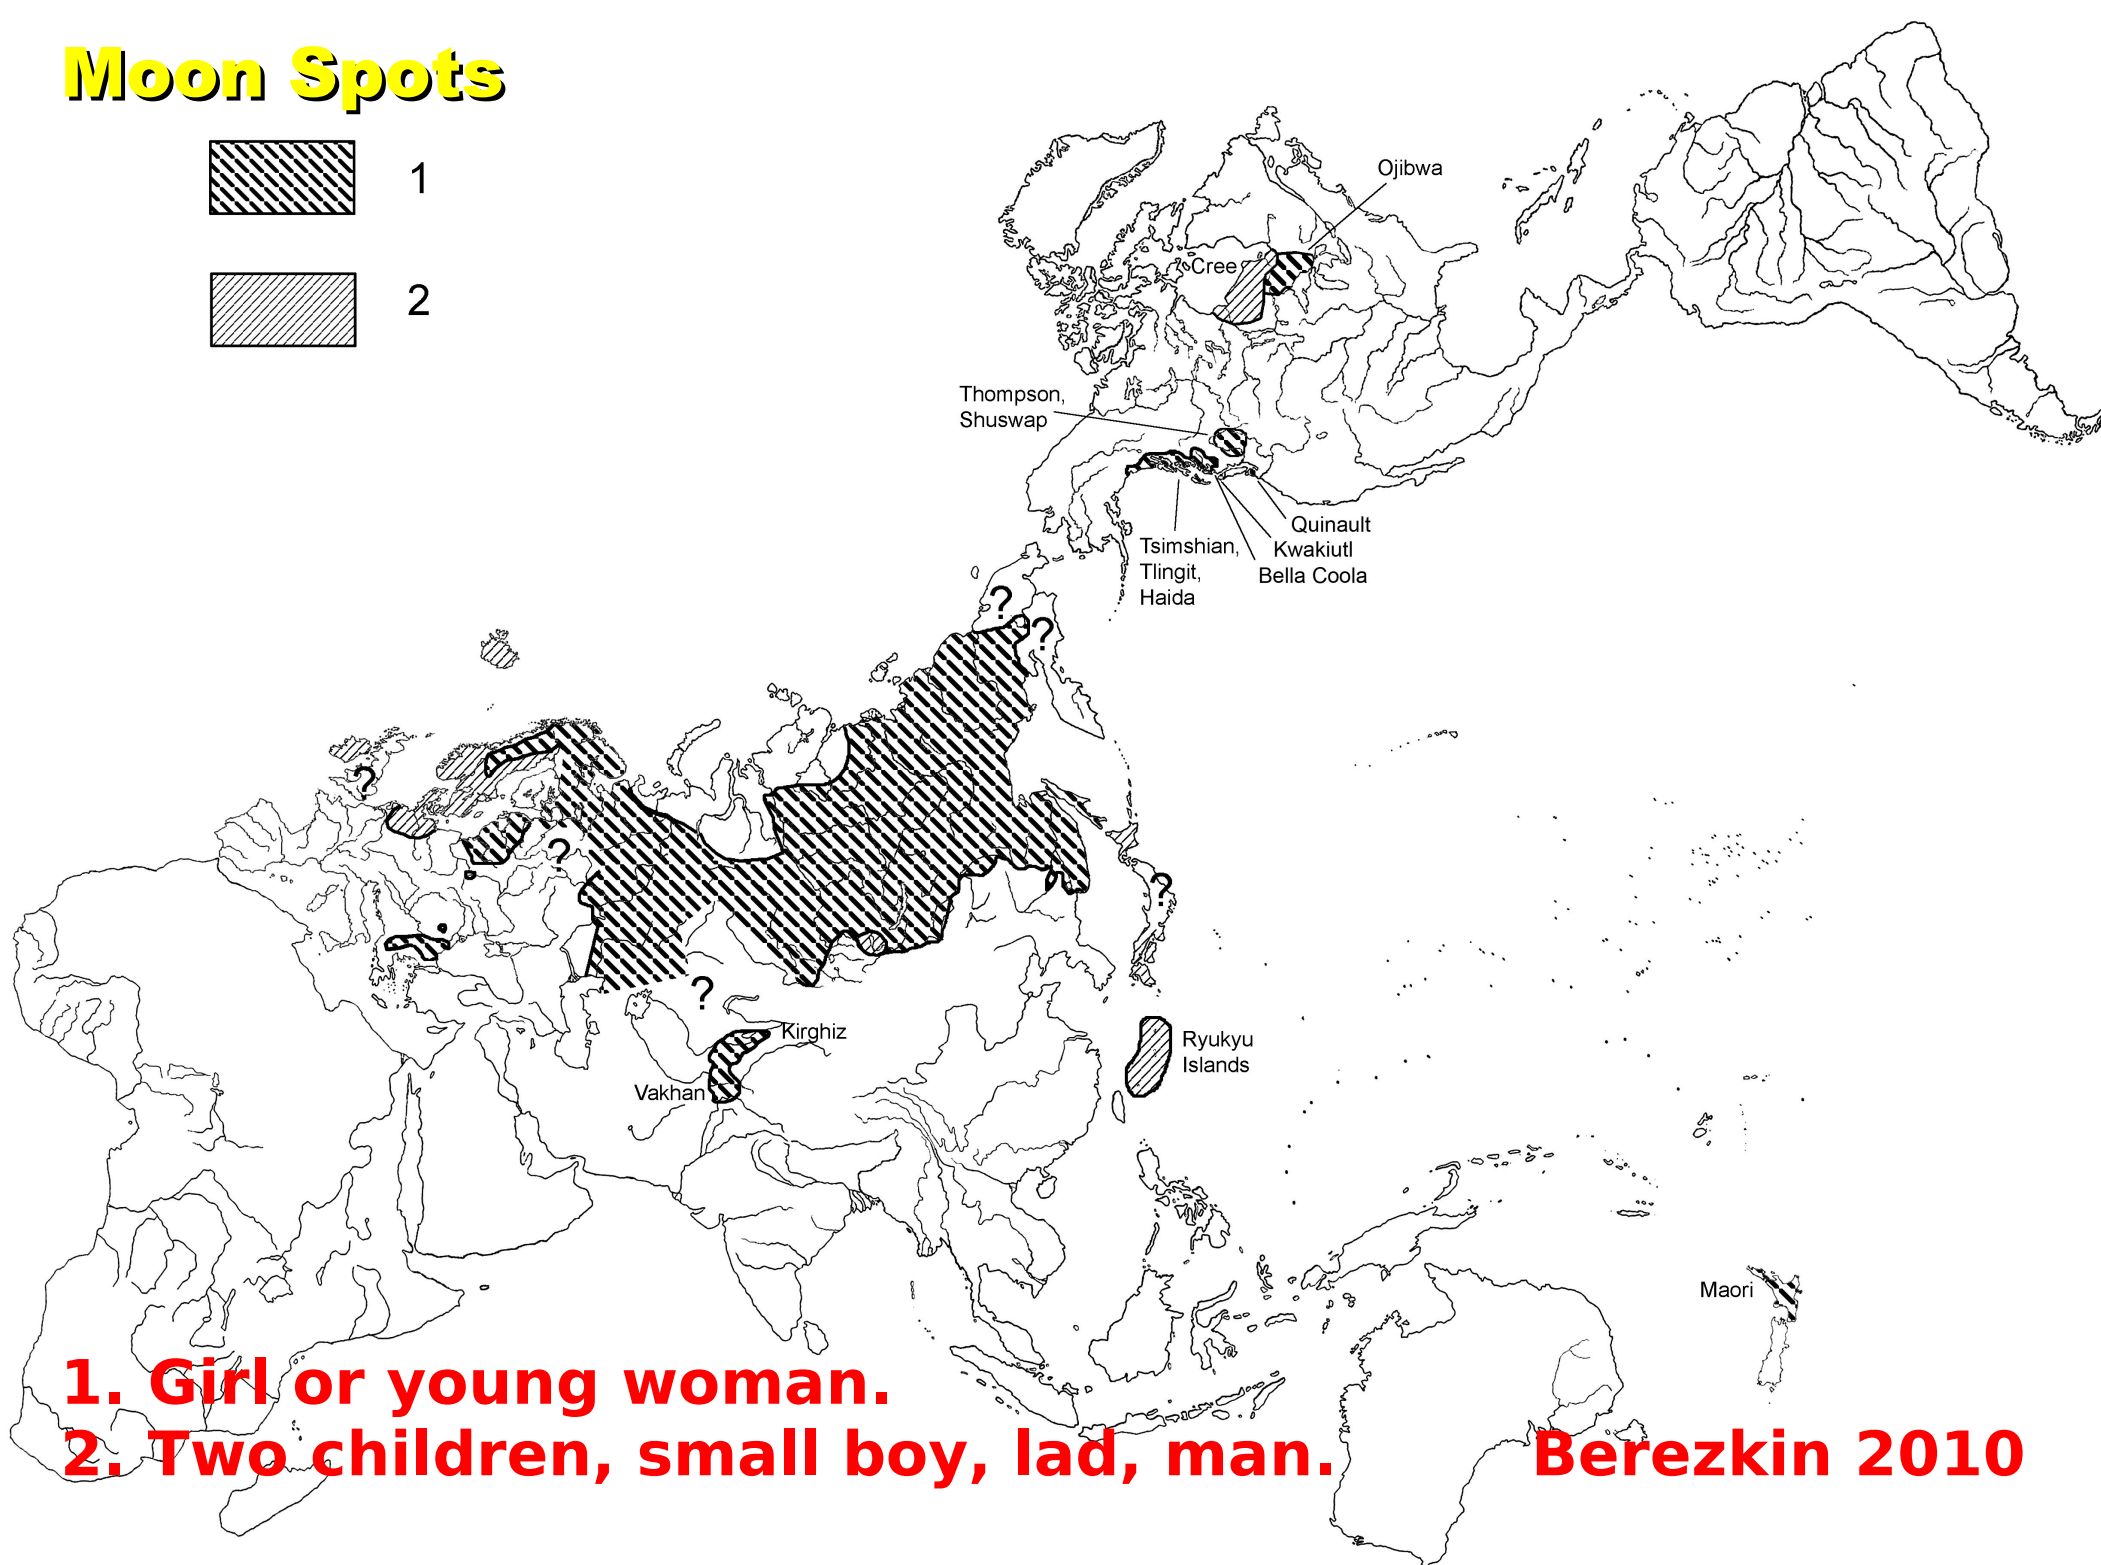 Moon Spots
1
2
Ojibwa
Cree
Thompson,
Shuswap
Quinault
Kwakiutl
Bella Coola
Tsimshian,
Tlingit,
Haida
?
?
?
?
?
?
Kirghiz
Vakhan
Ryukyu
Islands
Maori
1. Girl or young woman.
2. Two children, small boy, lad, man.
Berezkin 2010